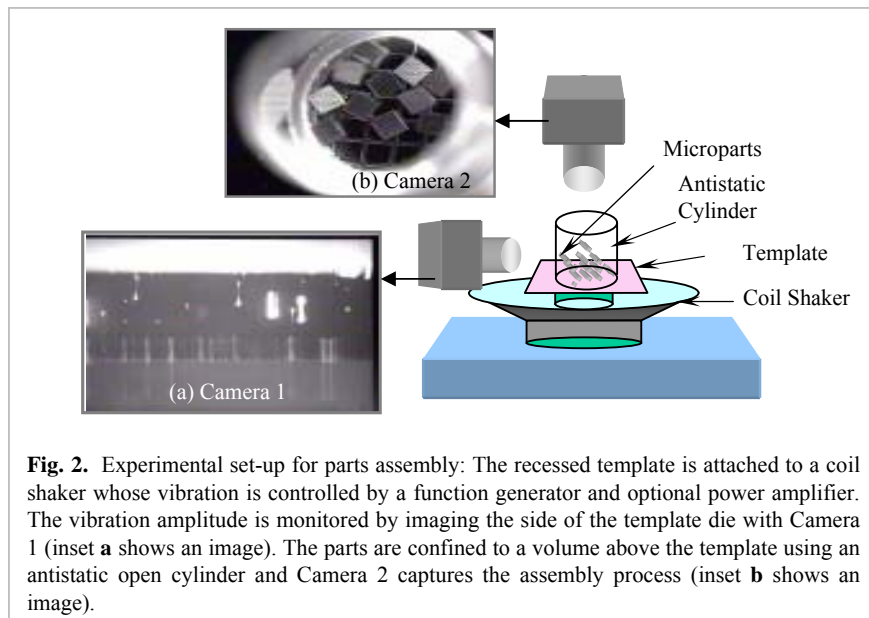 (b) Camera 2
Microparts
Antistatic
Cylinder
Template
Coil Shaker
(a) Camera 1
Fig. 2. Experimental set-up for parts assembly: The recessed template is attached to a coil
shaker whose vibration is controlled by a function generator and optional power amplifier.
The vibration amplitude is monitored by imaging the side of the template die with Camera
1 (inset a shows an image). The parts are confined to a volume above the template using an
antistatic open cylinder and Camera 2 captures the assembly process (inset b shows an
image).